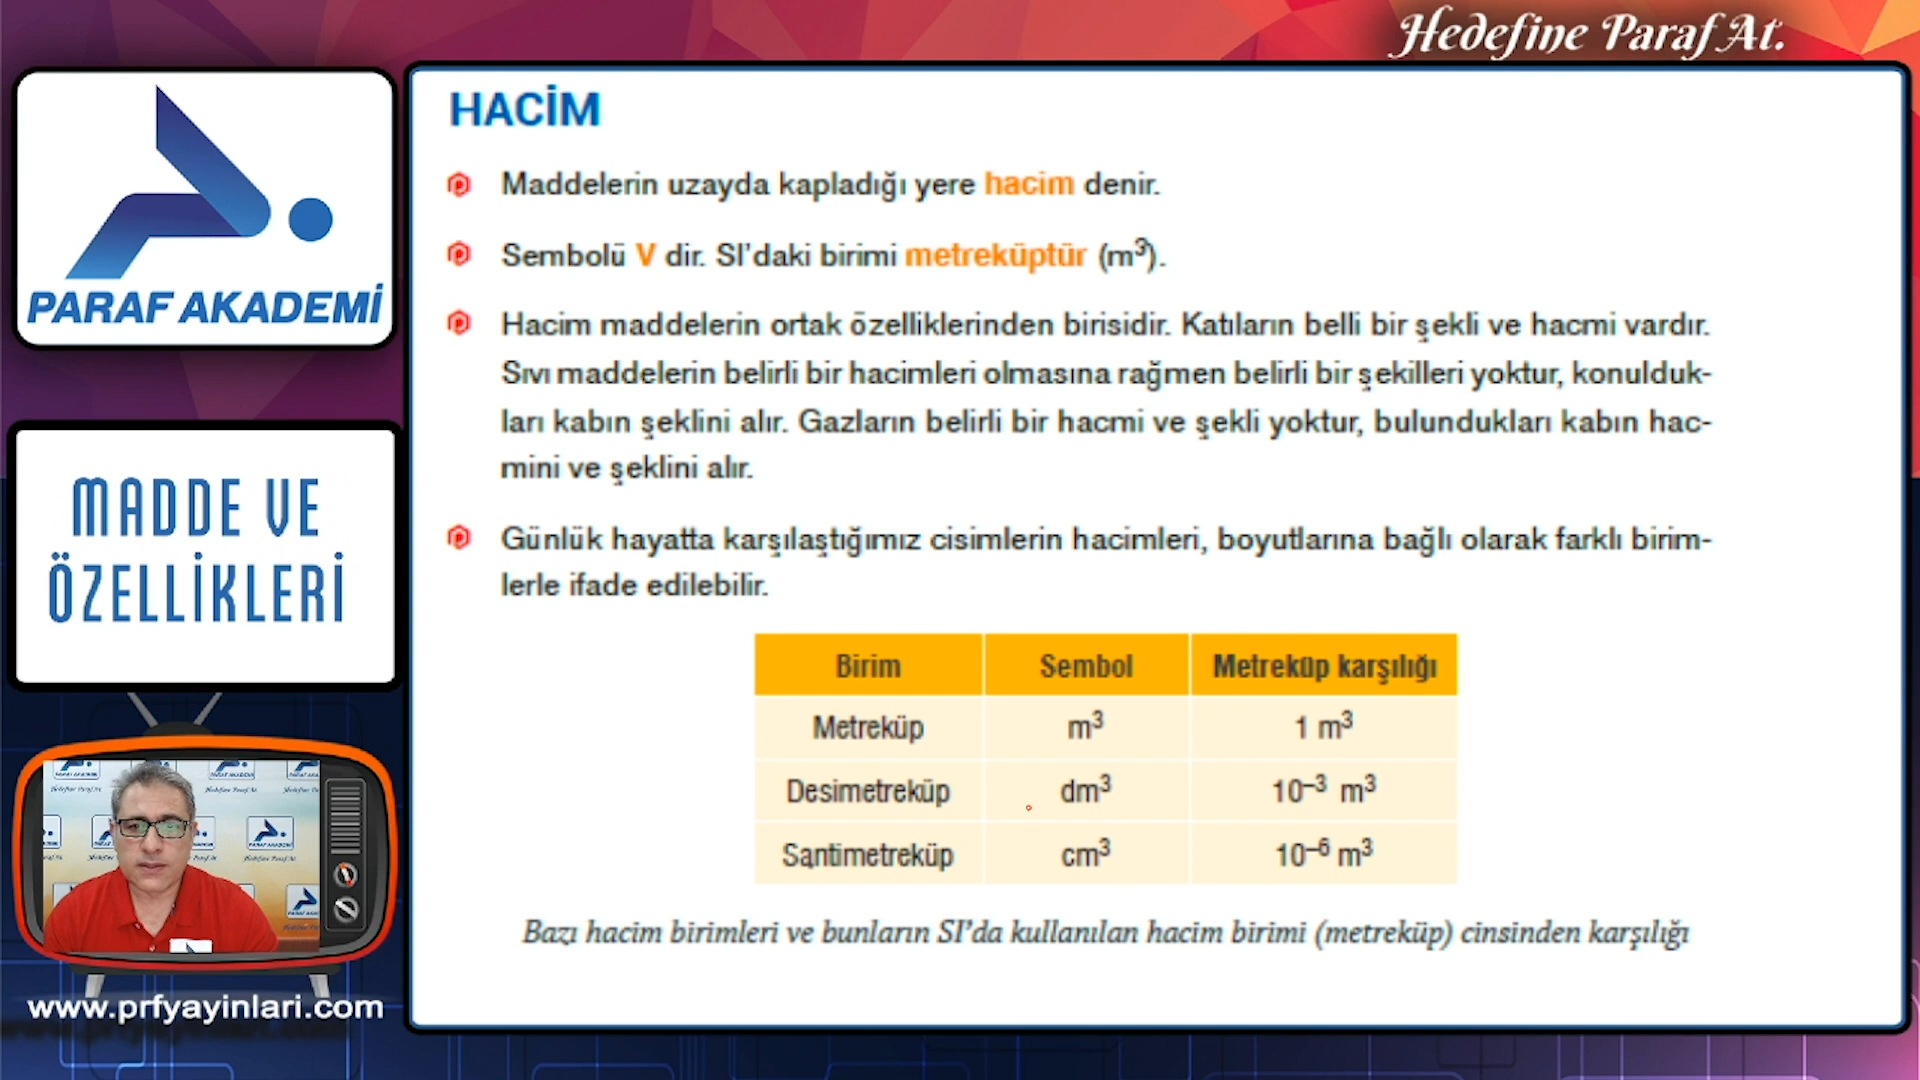 Hedefine Paraf At.
PARAF AKADEMİ
MADDE VE
ÖZELLİKLERİ
www.prfyayinlari.com
HACİM
Maddelerin uzayda kapladığı yere hacim denir.
Sembolü V dir. SI’daki birimi metreküptür (m³).
Hacim maddelerin ortak özelliklerinden birisidir. Katıların belli bir şekli ve hacmi vardır.
Sıvı maddelerin belirli bir hacimleri olmasına rağmen belirli bir şekilleri yoktur, konulduk-
ları kabın şeklini alır. Gazların belirli bir hacmi ve şekli yoktur, bulundukları kabın hac-
mini ve şeklini alır.
Günlük hayatta karşılaştığımız cisimlerin hacimleri, boyutlarına bağlı olarak farklı birim-
lerle ifade edilebilir.
Birim Sembol Metreküp karşılığı
Metreküp m³ 1 m³
Desimetreküp dm³ 10⁻³ m³
Santimetreküp cm³ 10⁻⁶ m³
Bazı hacim birimleri ve bunların SI’da kullanılan hacim birimi (metreküp) cinsinden karşılığı